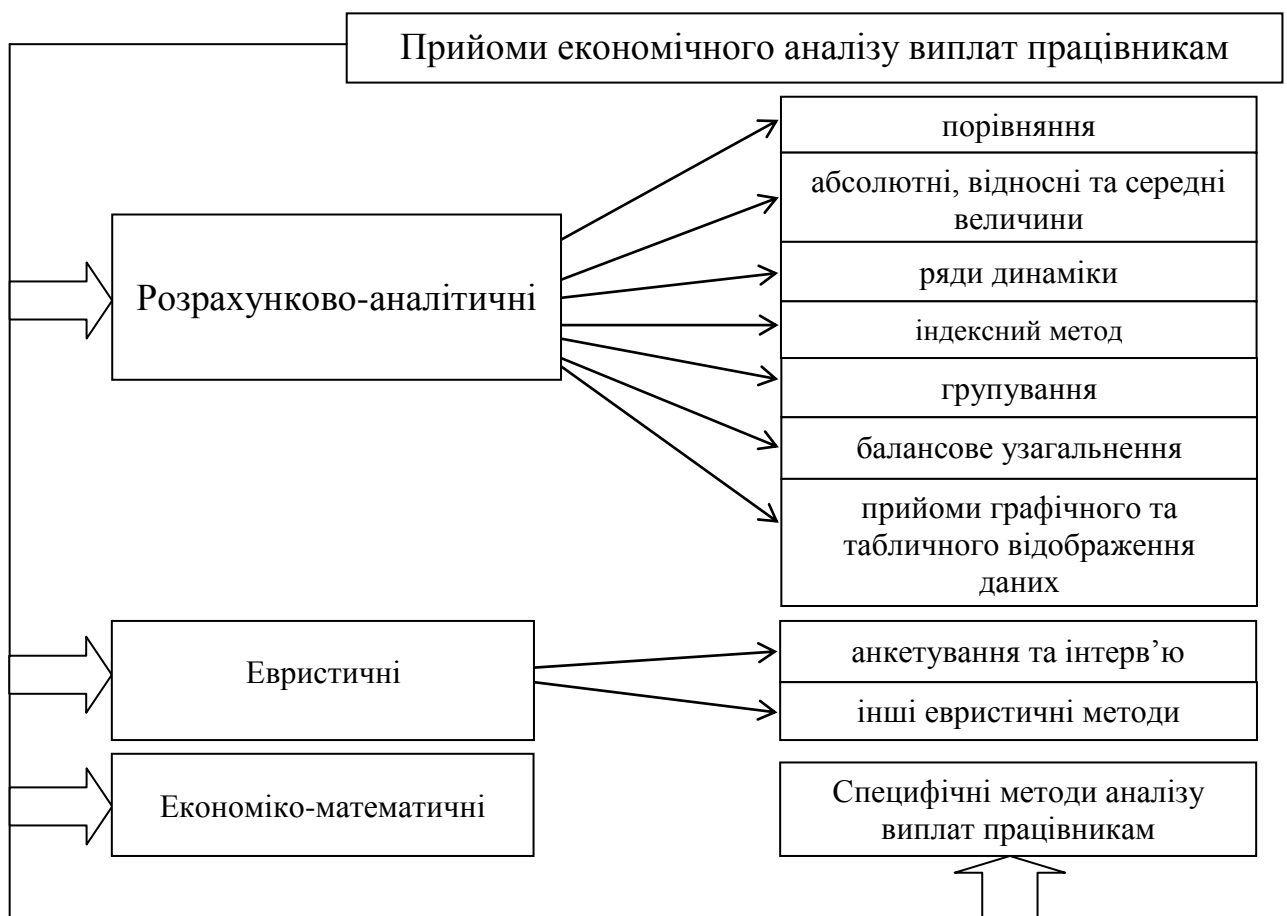 Прийоми економічного аналізу виплат працівникам
порівняння
абсолютні, відносні та середні
величини
Розрахунково-аналітичні
ряди динаміки
індексний метод
групування
балансове узагальнення
прийоми графічного та
табличного відображення
даних
Евристичні
анкетування та інтерв’ю
інші евристичні методи
Економіко-математичні
Специфічні методи аналізу
виплат працівникам